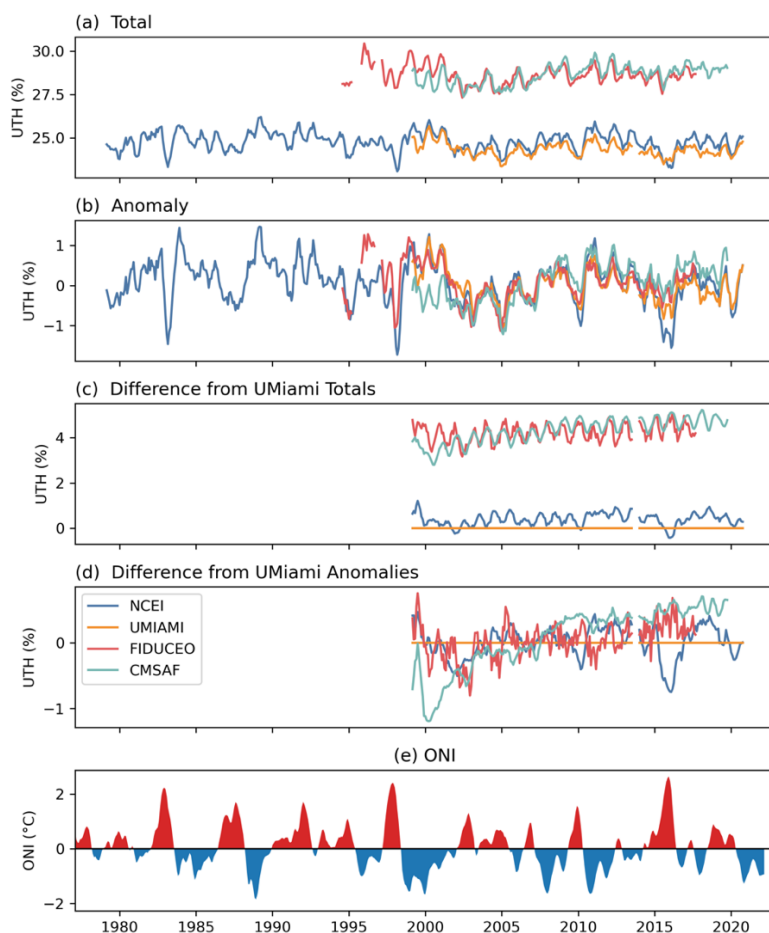 (a) Total
30.0
27.5
25.0
UTH (%)
(b) Anomaly
1
0
−1
UTH (%)
(c) Difference from UMiami Totals
4
2
0
UTH (%)
(d) Difference from UMiami Anomalies
NCEI
UMIAMI
FIDUCEO
CMSAF
0
−1
UTH (%)
(e) ONI
2
0
−2
ONI (°C)
1980 1985 1990 1995 2000 2005 2010 2015 2020